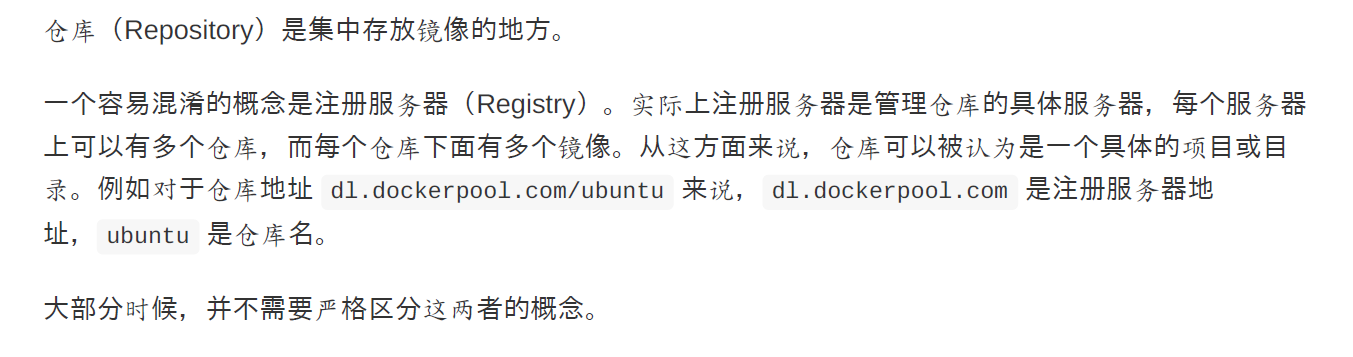 仓库（Repository）是集中存放镜像的地方。
一个容易混淆的概念是注册服务器（Registry）。实际上注册服务器是管理仓库的具体服务器，每个服务器
上可以有多个仓库，而每个仓库下面有多个镜像。从这方面来说，仓库可以被认为是一个具体的项目或目
录。例如对于仓库地址 dl.dockerpool.com/ubuntu 来说， dl.dockerpool.com 是注册服务器地
址， ubuntu 是仓库名。
大部分时候，并不需要严格区分这两者的概念。